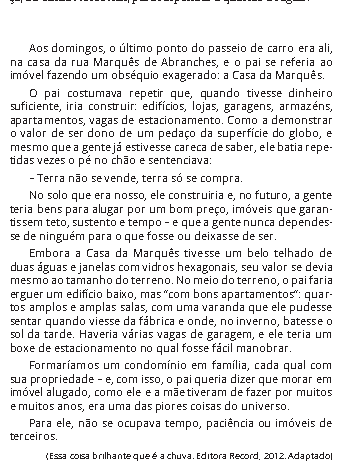 Aos domingos, o último ponto do passeio de carro era ali,
na casa da rua Marquês de Abranches, e o pai se referia ao
imóvel fazendo um obséquio exagerado: a Casa da Marquês.
O pai costumava repetir que, quando tivesse dinheiro
suficiente, iria construir: edifícios, lojas, garagens, armazéns,
apartamentos, vagas de estacionamento. Como a demonstrar
o valor de ser dono de um pedaço da superfície do globo, e
mesmo que a gente já estivesse careca de saber, ele batia repe-
tidas vezes o pé no chão e sentenciava:
– Terra não se vende, terra só se compra.
No solo que era nosso, ele construiria e, no futuro, a gente
teria bens para alugar por um bom preço, imóveis que garan-
tissem teto, sustento e tempo – e que a gente nunca dependes-
se de ninguém para o que fosse ou deixasse de ser.
Embora a Casa da Marquês tivesse um belo telhado de
duas águas e janelas com vidros hexagonais, seu valor se devia
mesmo ao tamanho do terreno. No meio do terreno, o pai faria
erguer um edifício baixo, mas “com bons apartamentos”: quar-
tos amplos e amplas salas, com uma varanda que ele pudesse
sentar quando viesse da fábrica e onde, no inverno, batesse o
sol da tarde. Haveria várias vagas de garagem, e ele teria um
boxe de estacionamento no qual fosse fácil manobrar.
Formaríamos um condomínio em família, cada qual com
sua propriedade – e, com isso, o pai queria dizer que morar em
imóvel alugado, como ele e a mãe tiveram de fazer por muitos
e muitos anos, era uma das piores coisas do universo.
Para ele, não se ocupava tempo, paciência ou imóveis de
terceiros.
(Essa coisa brilhante que é a chuva. Editora Record, 2012. Adaptado)